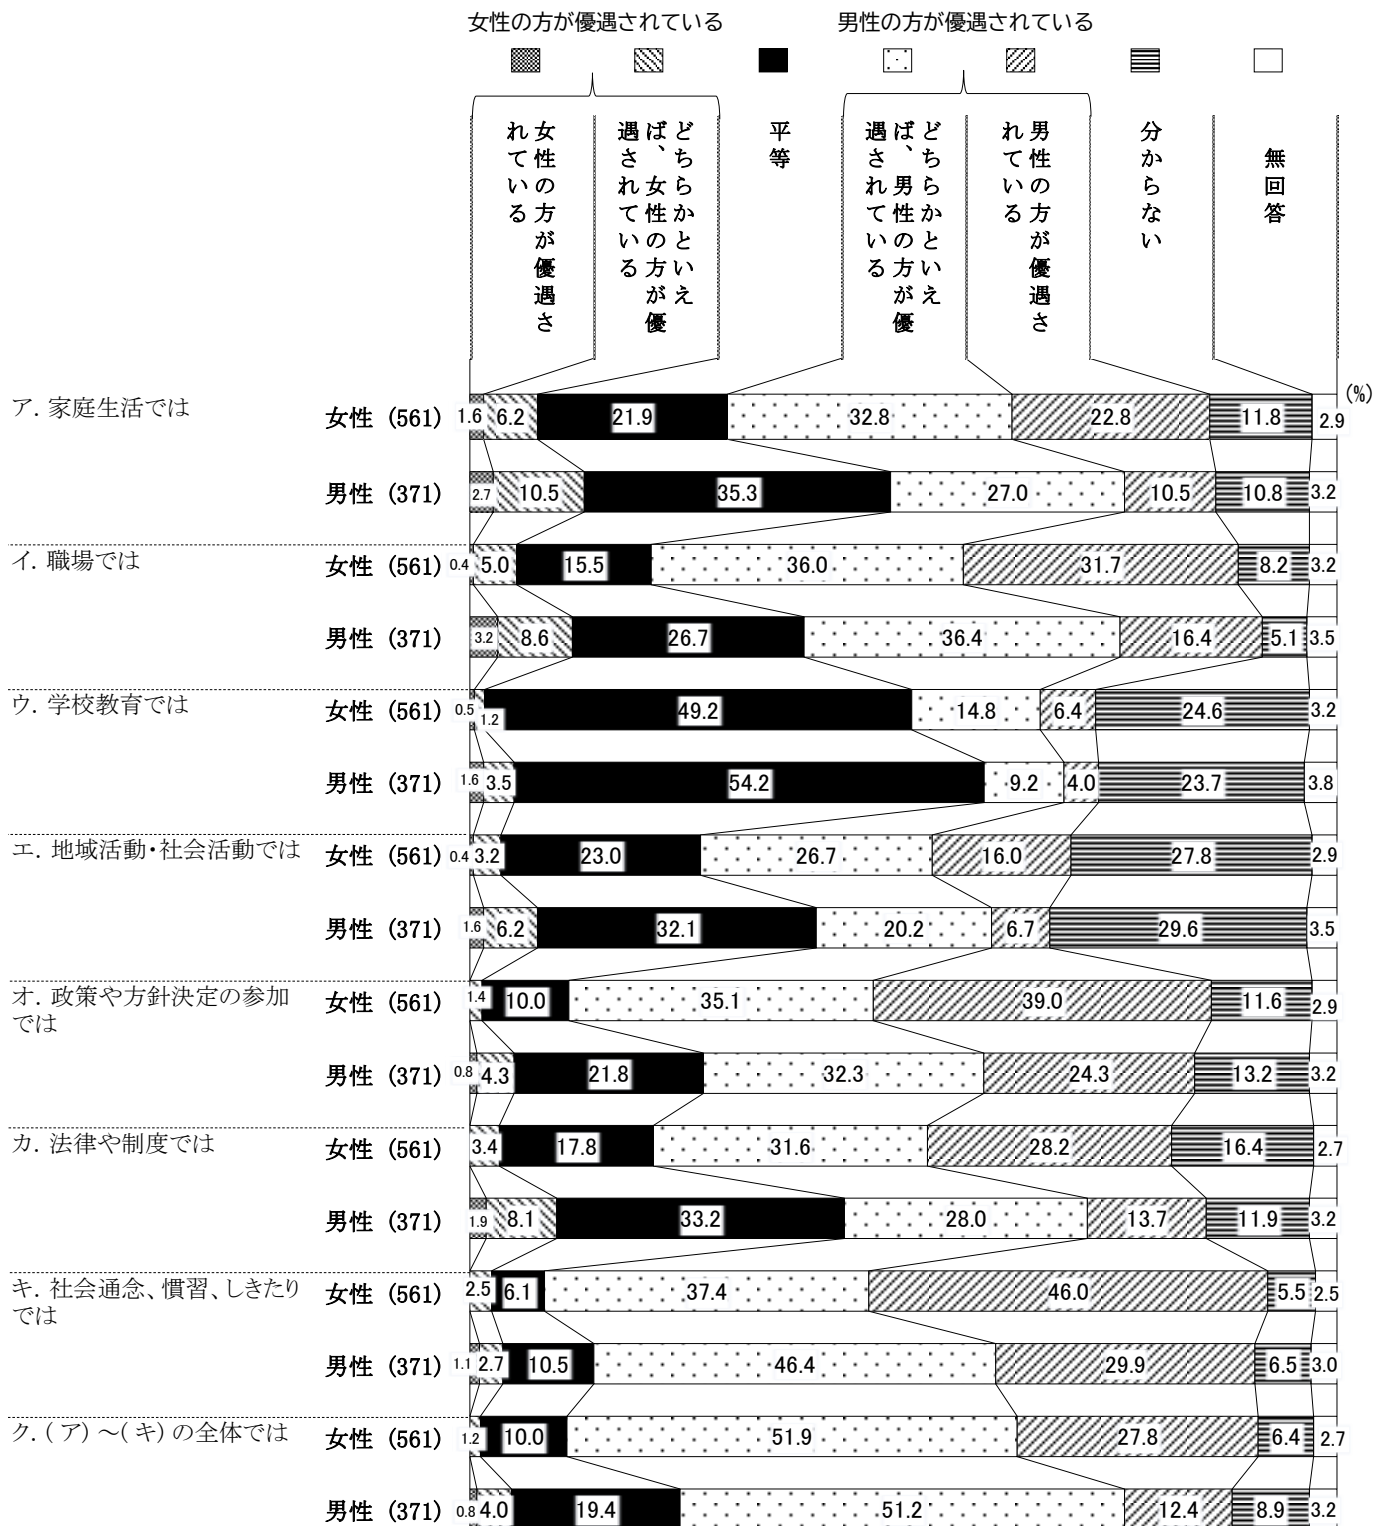 女性の方が優遇されている 男性の方が優遇されている
女性の方が優遇さ
れている
どちらかといえ
ば、女性の方が優
遇されている
平等
どちらかといえ
ば、男性の方が優
遇されている
男性の方が優遇さ
れている
分からない
無回答
(%)
ア. 家庭生活では 女性 (561) 1.6 6.2 21.9 32.8 22.8 11.8 2.9
男性 (371) 2.7 10.5 35.3 27.0 10.5 10.8 3.2
イ. 職場では 女性 (561) 0.4 5.0 15.5 36.0 31.7 8.2 3.2
男性 (371) 3.2 8.6 26.7 36.4 16.4 5.1 3.5
ウ. 学校教育では 女性 (561) 0.5 1.2 49.2 14.8 6.4 24.6 3.2
男性 (371) 1.6 3.5 54.2 9.2 4.0 23.7 3.8
エ. 地域活動・社会活動では 女性 (561) 0.4 3.2 23.0 26.7 16.0 27.8 2.9
男性 (371) 1.6 6.2 32.1 20.2 6.7 29.6 3.5
オ. 政策や方針決定の参加
では
女性 (561) 1.4 10.0 35.1 39.0 11.6 2.9
男性 (371) 0.8 4.3 21.8 32.3 24.3 13.2 3.2
カ. 法律や制度では 女性 (561) 3.4 17.8 31.6 28.2 16.4 2.7
男性 (371) 1.9 8.1 33.2 28.0 13.7 11.9 3.2
キ. 社会通念、慣習、しきたり
では
女性 (561) 2.5 6.1 37.4 46.0 5.5 2.5
男性 (371) 1.1 2.7 10.5 46.4 29.9 6.5 3.0
ク. (ア)～(キ)の全体では 女性 (561) 1.2 10.0 51.9 27.8 6.4 2.7
男性 (371) 0.8 4.0 19.4 51.2 12.4 8.9 3.2